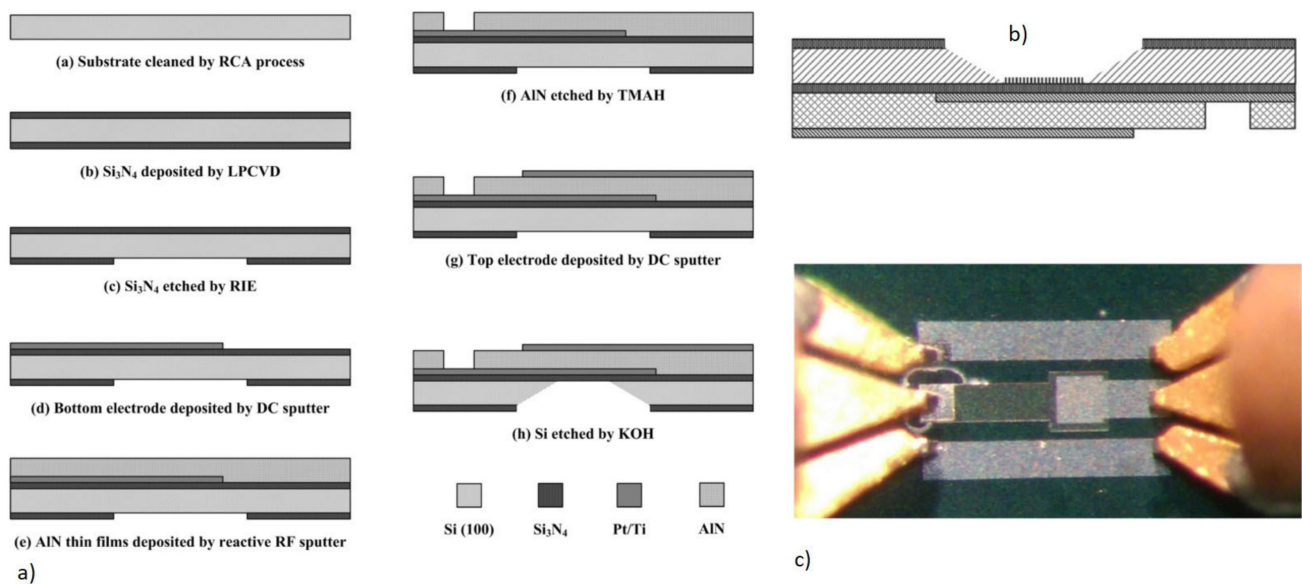 (a) Substrate cleaned by RCA process
(b) Si₃N₄ deposited by LPCVD
(c) Si₃N₄ etched by RIE
(d) Bottom electrode deposited by DC sputter
(e) AlN thin films deposited by reactive RF sputter
a)
(f) AlN etched by TMAH
(g) Top electrode deposited by DC sputter
(h) Si etched by KOH
Si (100) Si₃N₄ Pt/Ti AlN
b)
c)